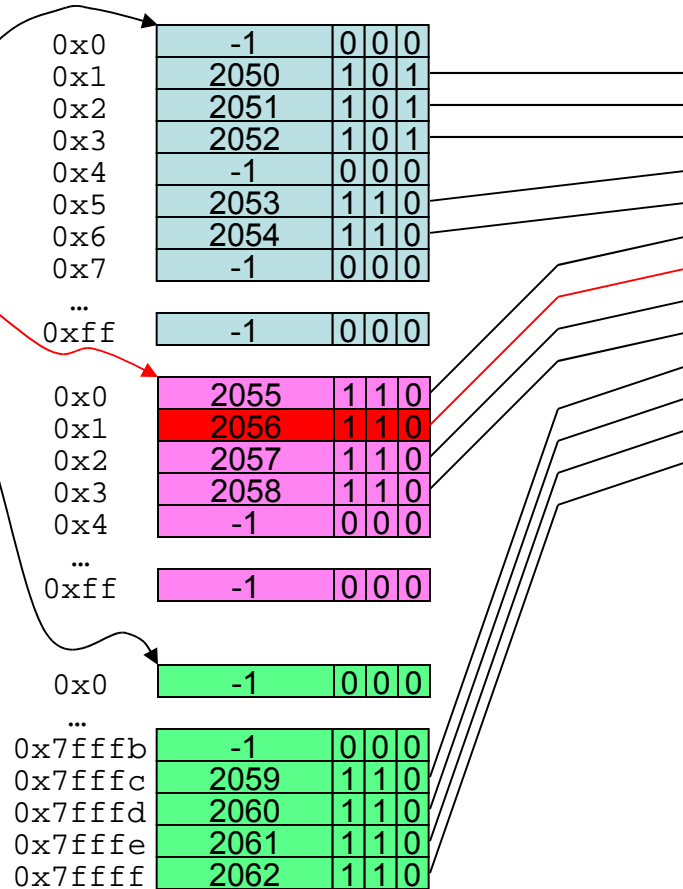 0x0 -1 0 0 0
0x1 2050 1 0 1
0x2 2051 1 0 1
0x3 2052 1 0 1
0x4 -1 0 0 0
0x5 2053 1 1 0
0x6 2054 1 1 0
0x7 -1 0 0 0
…
0xff -1 0 0 0
0x0 2055 1 1 0
0x1 2056 1 1 0
0x2 2057 1 1 0
0x3 2058 1 1 0
0x4 -1 0 0 0
…
0xff -1 0 0 0
0x0 -1 0 0 0
…
0x7fffb -1 0 0 0
0x7fffc 2059 1 1 0
0x7fffd 2060 1 1 0
0x7fffe 2061 1 1 0
0x7ffff 2062 1 1 0